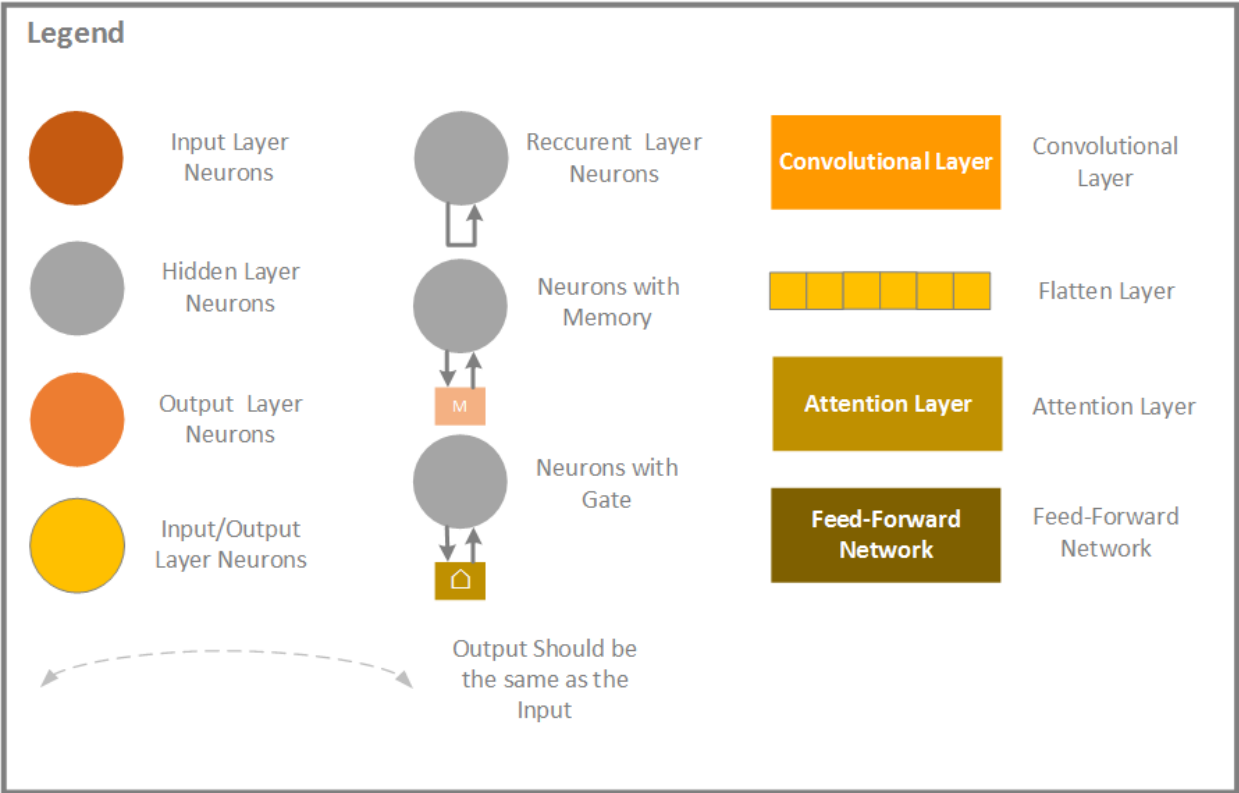 Legend
Input Layer
Neurons
Hidden Layer
Neurons
Output Layer
Neurons
Input/Output
Layer Neurons
Reccurent Layer
Neurons
Neurons with
Memory
M
Neurons with
Gate
Output Should be
the same as the
Input
Convolutional Layer
Convolutional
Layer
Flatten Layer
Attention Layer
Attention Layer
Feed-Forward
Network
Feed-Forward
Network